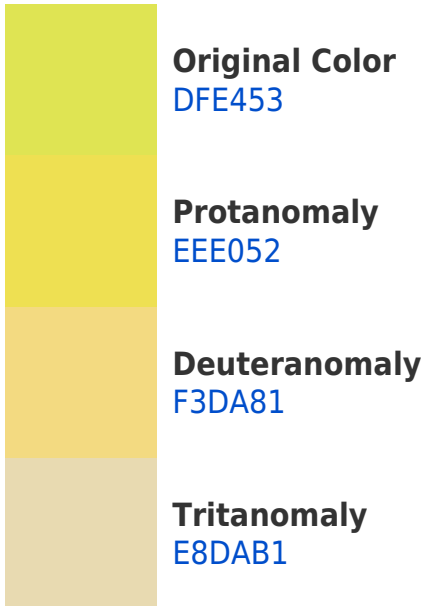 Original Color
DFE453
Protanomaly
EEE052
Deuteranomaly
F3DA81
Tritanomaly
E8DAB1